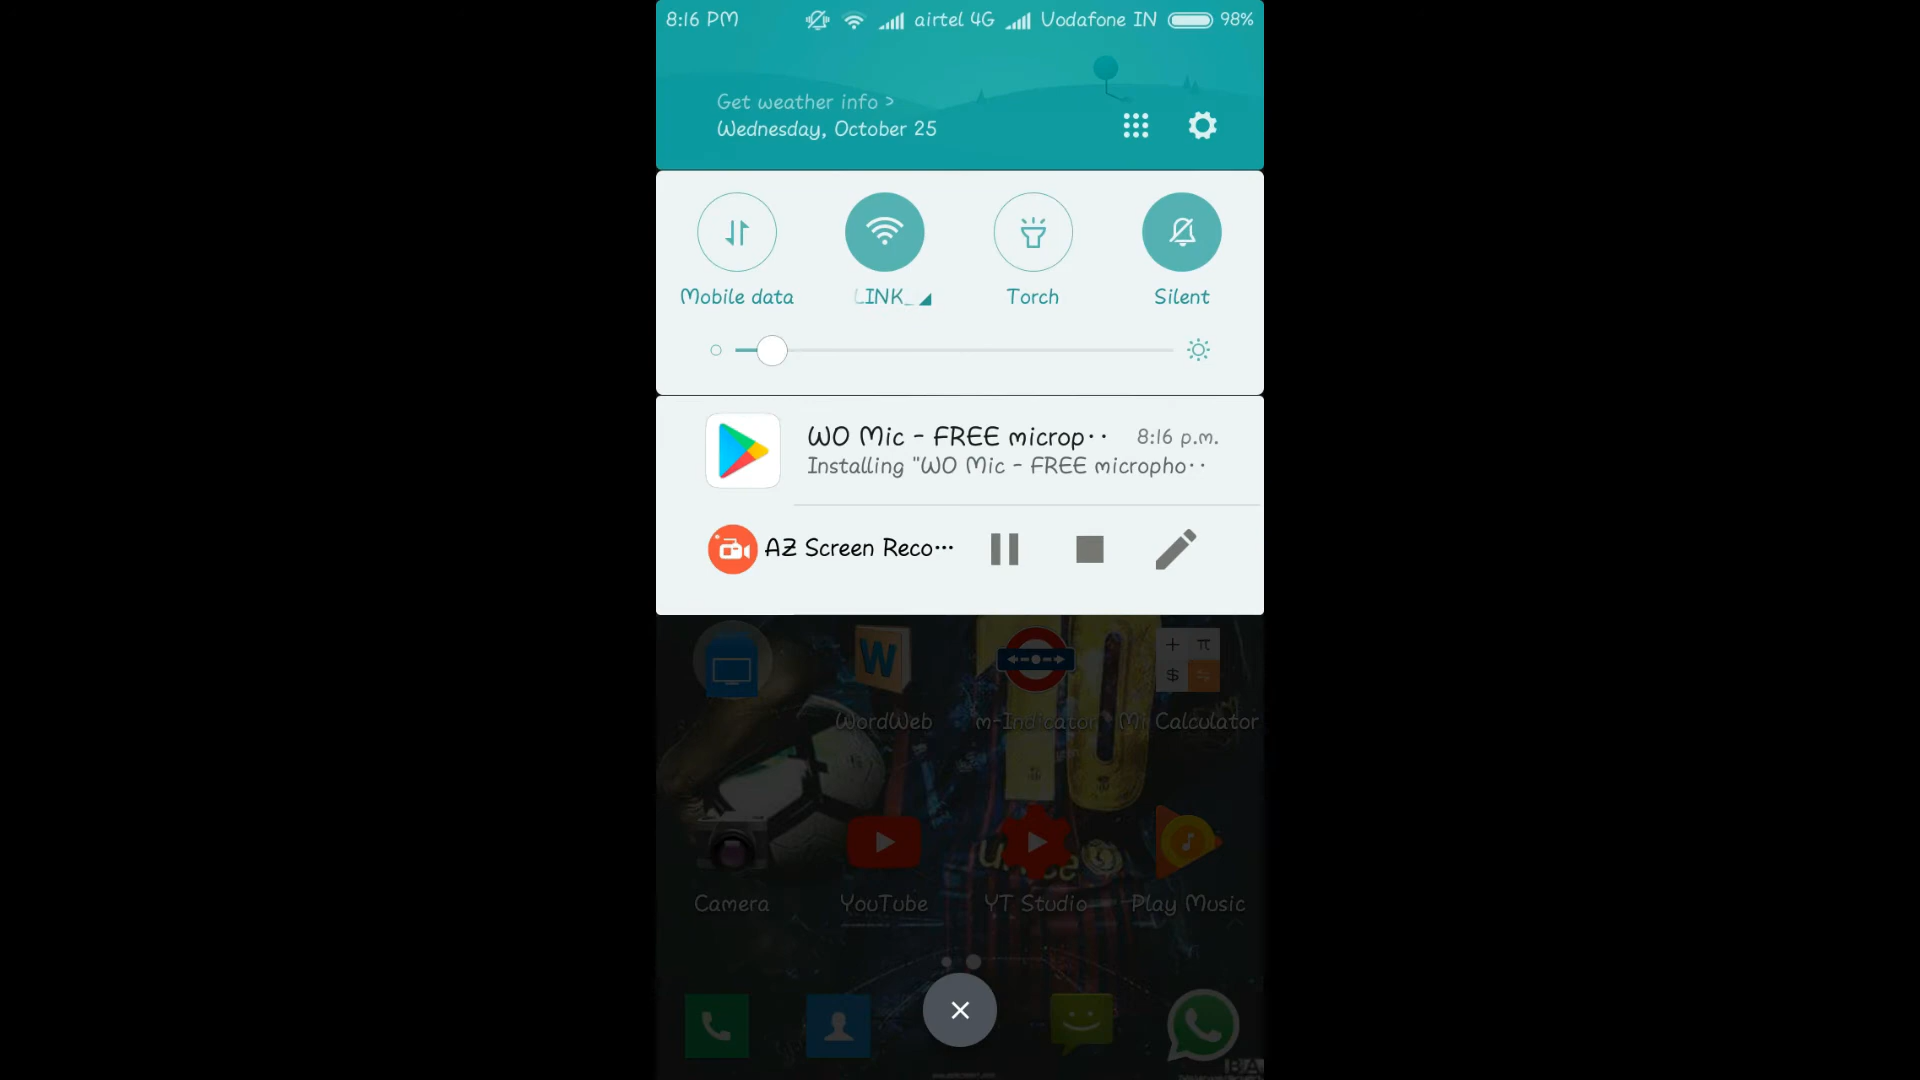 8:16 PM airtel 4G Vodafone IN 98%
Get weather info >
Wednesday, October 25
Mobile data LINK_ Torch Silent
WO Mic - FREE microp·· 8:16 p.m.
Installing "WO Mic - FREE micropho··
AZ Screen Reco···
+ π
$
W
WordWeb m-Indicator Mi Calculator
10
Camera YouTube YT Studio Play Music